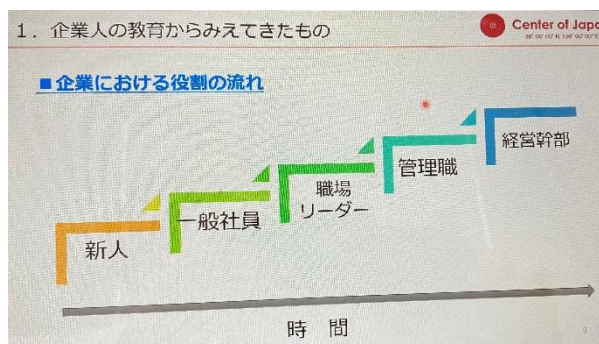 1. 企業人の教育からみえてきたもの
Center of Japa
■企業における役割の流れ
経営幹部
管理職
職場
リーダー
一般社員
新人
時 間
9